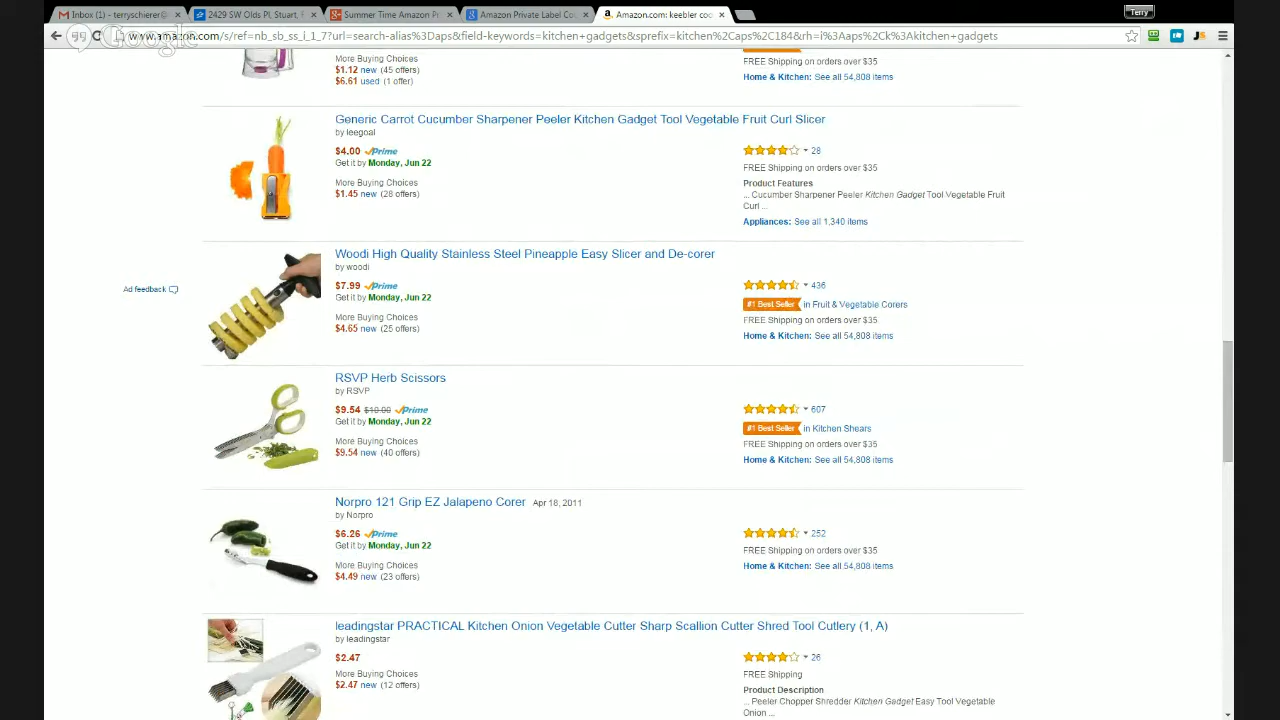 Inbox (1) - terryschierer@
2429 SW Olds Pl, Stuart, F
Summer Time Amazon Pr
Amazon Private Label Cou
Amazon.com: keebler coo
Terry
www.amazon.com/s/ref=nb_sb_ss_i_1_7?url=search-alias%3Daps&field-keywords=kitchen+gadgets&sprefix=kitchen%2Caps%2C184&rh=i%3Aaps%2Ck%3Akitchen+gadgets
Google
More Buying Choices
$1.12 new (45 offers)
$6.61 used (1 offer)
FREE Shipping on orders over $35
Home & Kitchen: See all 54,808 items
Generic Carrot Cucumber Sharpener Peeler Kitchen Gadget Tool Vegetable Fruit Curl Slicer
by leegoal
$4.00 Prime
Get it by Monday, Jun 22
More Buying Choices
$1.45 new (28 offers)
28
FREE Shipping on orders over $35
Product Features
... Cucumber Sharpener Peeler Kitchen Gadget Tool Vegetable Fruit
Curl ...
Appliances: See all 1,340 items
Ad feedback
Woodi High Quality Stainless Steel Pineapple Easy Slicer and De-corer
by woodi
$7.99 Prime
Get it by Monday, Jun 22
More Buying Choices
$4.65 new (25 offers)
436
#1 Best Seller in Fruit & Vegetable Corers
FREE Shipping on orders over $35
Home & Kitchen: See all 54,808 items
RSVP Herb Scissors
by RSVP
$9.54 $10.00 Prime
Get it by Monday, Jun 22
More Buying Choices
$9.54 new (40 offers)
607
#1 Best Seller in Kitchen Shears
FREE Shipping on orders over $35
Home & Kitchen: See all 54,808 items
Norpro 121 Grip EZ Jalapeno Corer Apr 18, 2011
by Norpro
$6.26 Prime
Get it by Monday, Jun 22
More Buying Choices
$4.49 new (23 offers)
252
FREE Shipping on orders over $35
Home & Kitchen: See all 54,808 items
leadingstar PRACTICAL Kitchen Onion Vegetable Cutter Sharp Scallion Cutter Shred Tool Cutlery (1, A)
by leadingstar
$2.47
More Buying Choices
$2.47 new (12 offers)
26
FREE Shipping
Product Description
... Peeler Chopper Shredder Kitchen Gadget Easy Tool Vegetable
Onion ...